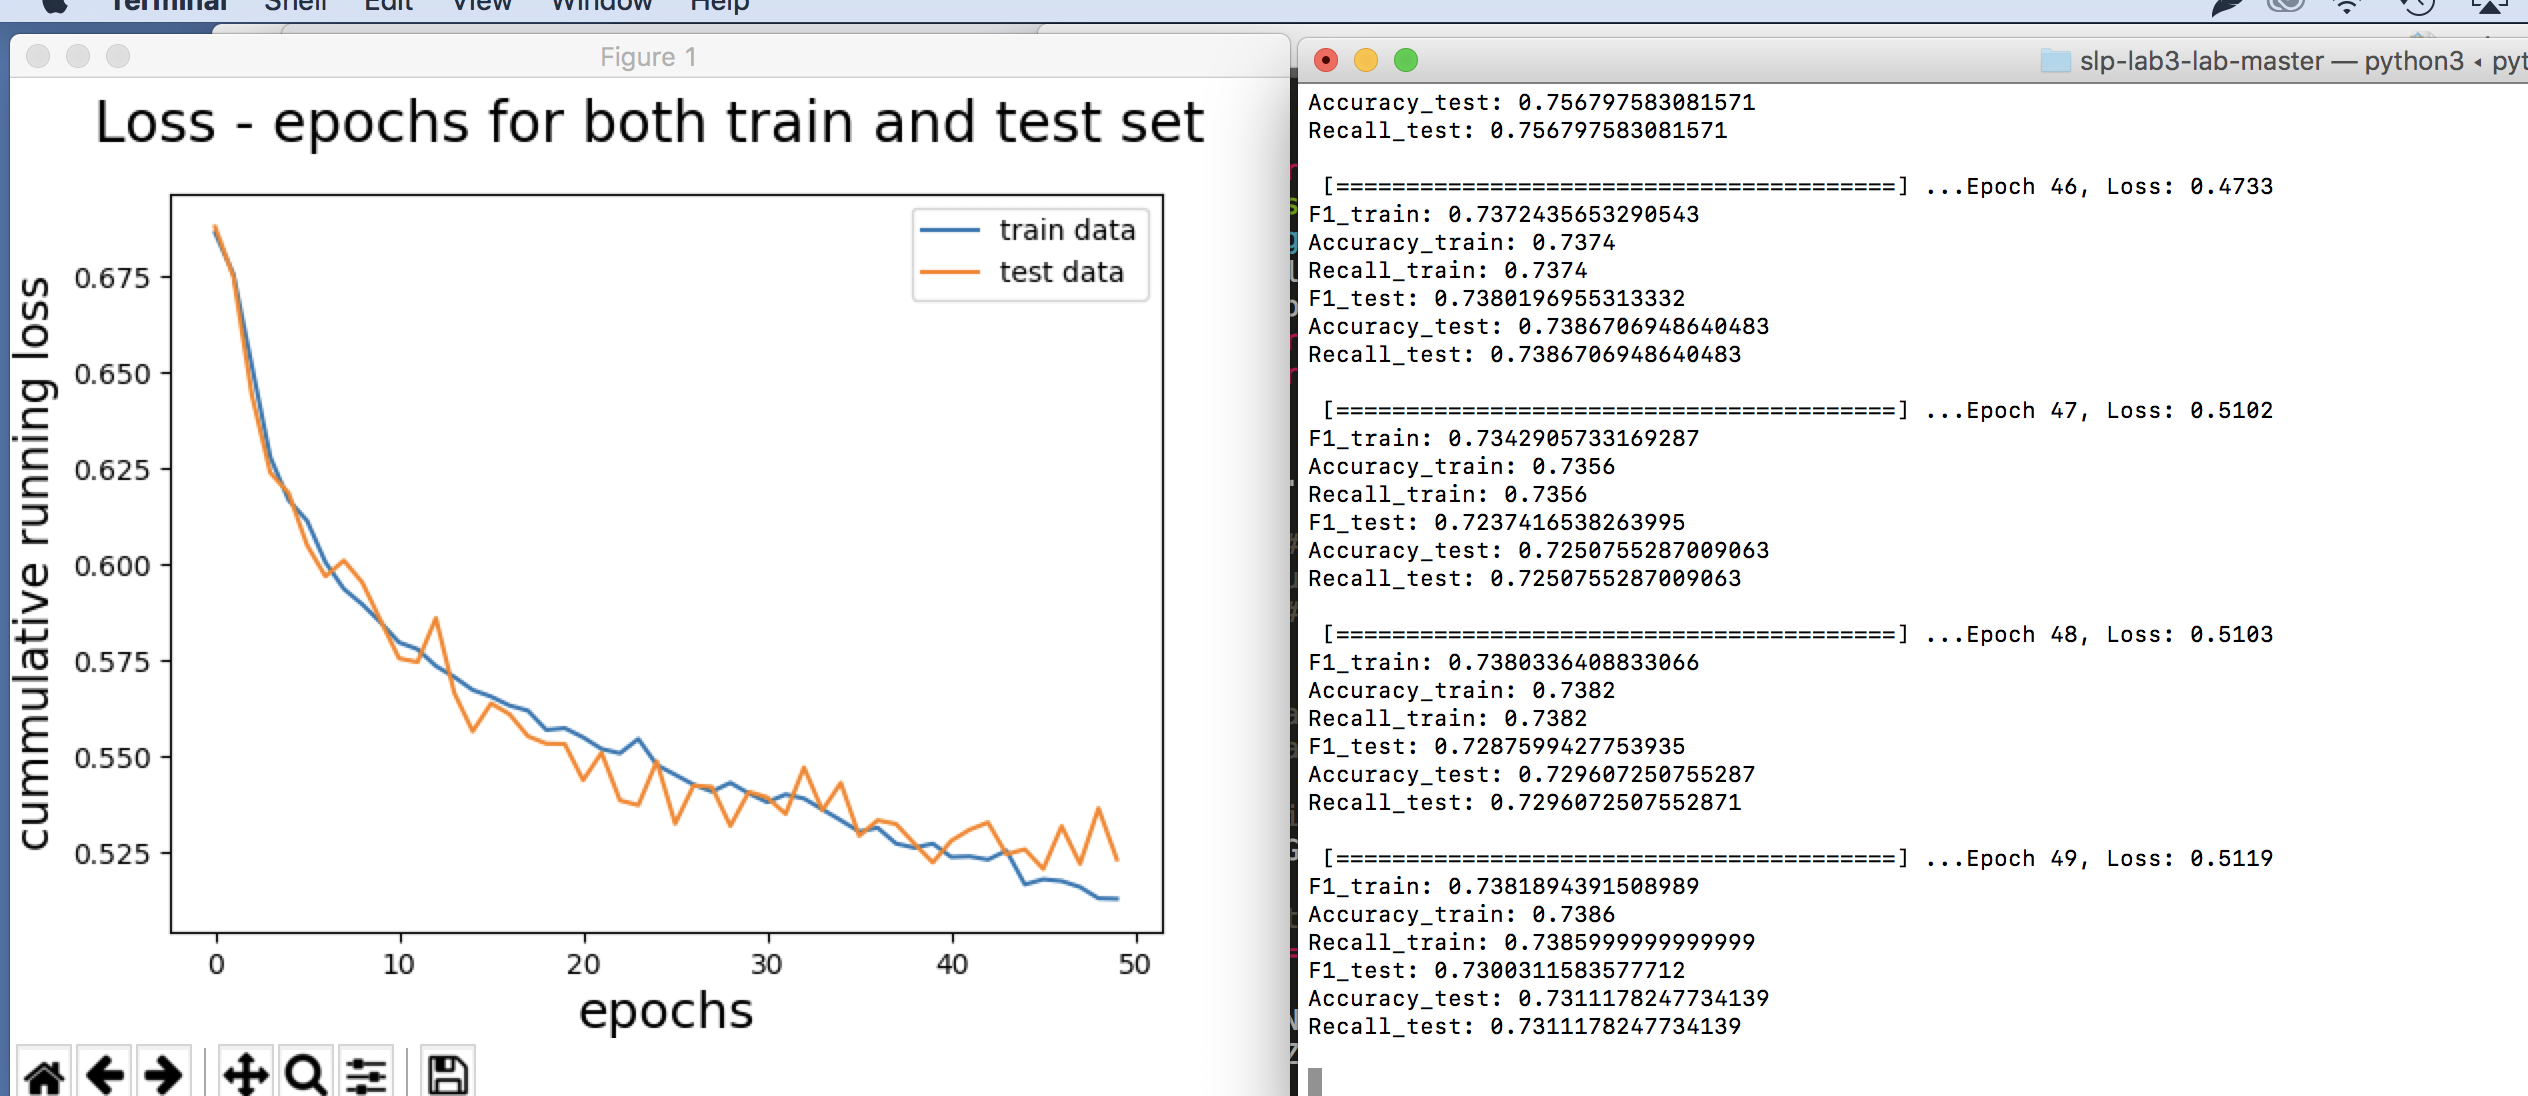 Terminal Shell Edit View Window Help
Figure 1
Loss - epochs for both train and test set
cummulative running loss
0.675
0.650
0.625
0.600
0.575
0.550
0.525
train data
test data
0 10 20 30 40 50
epochs
slp-lab3-lab-master — python3 ◂ pyt
Accuracy_test: 0.756797583081571
Recall_test: 0.756797583081571
[========================================] ...Epoch 46, Loss: 0.4733
F1_train: 0.7372435653290543
Accuracy_train: 0.7374
Recall_train: 0.7374
F1_test: 0.7380196955313332
Accuracy_test: 0.7386706948640483
Recall_test: 0.7386706948640483
[========================================] ...Epoch 47, Loss: 0.5102
F1_train: 0.7342905733169287
Accuracy_train: 0.7356
Recall_train: 0.7356
F1_test: 0.7237416538263995
Accuracy_test: 0.7250755287009063
Recall_test: 0.7250755287009063
[========================================] ...Epoch 48, Loss: 0.5103
F1_train: 0.7380336408833066
Accuracy_train: 0.7382
Recall_train: 0.7382
F1_test: 0.7287599427753935
Accuracy_test: 0.729607250755287
Recall_test: 0.7296072507552871
[========================================] ...Epoch 49, Loss: 0.5119
F1_train: 0.7381894391508989
Accuracy_train: 0.7386
Recall_train: 0.7385999999999999
F1_test: 0.7300311583577712
Accuracy_test: 0.7311178247734139
Recall_test: 0.7311178247734139